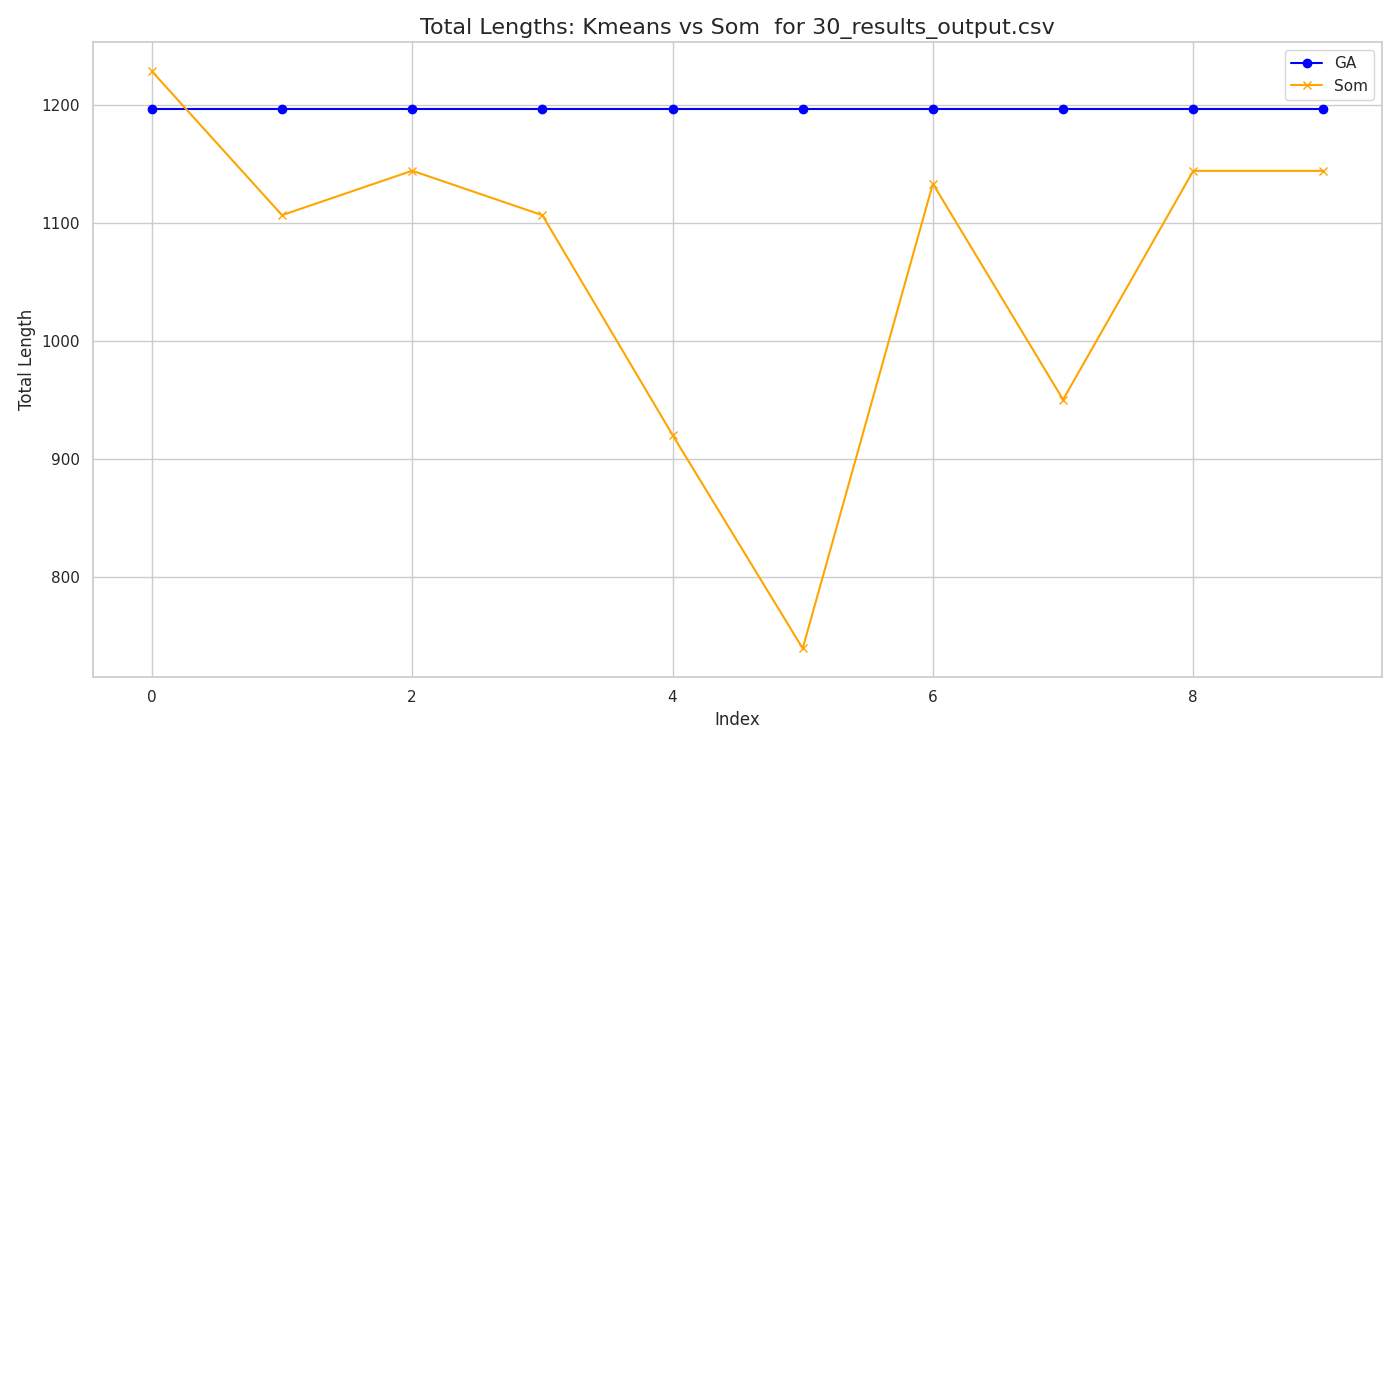 Total Lengths: Kmeans vs Som  for 30_results_output.csv
GA
Som
1200
1100
1000
900
800
Total Length
0 2 4 6 8
Index